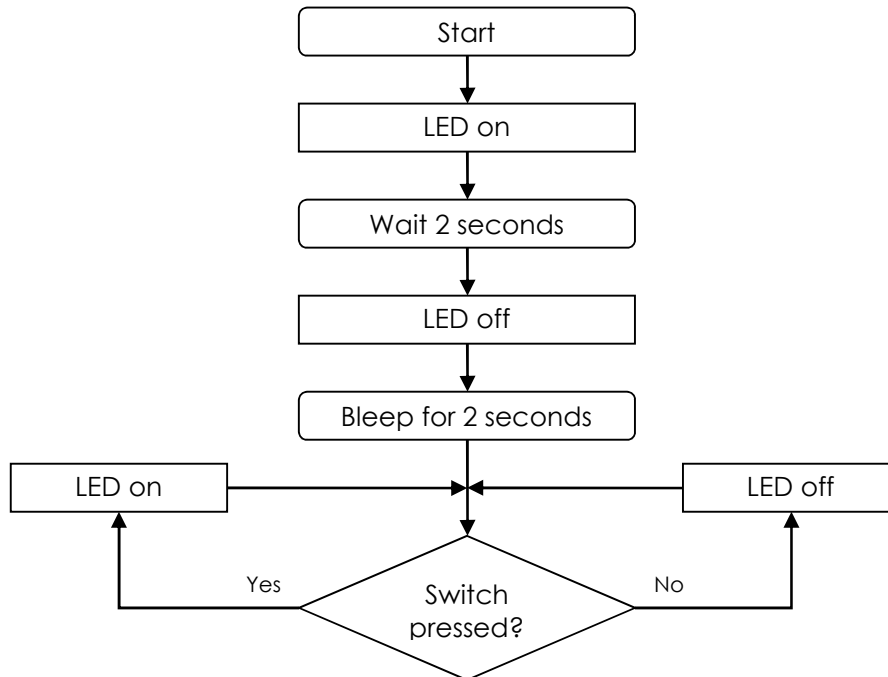 Start
LED on
Wait 2 seconds
LED off
Bleep for 2 seconds
LED on
LED off
Yes
No
Switch
pressed?